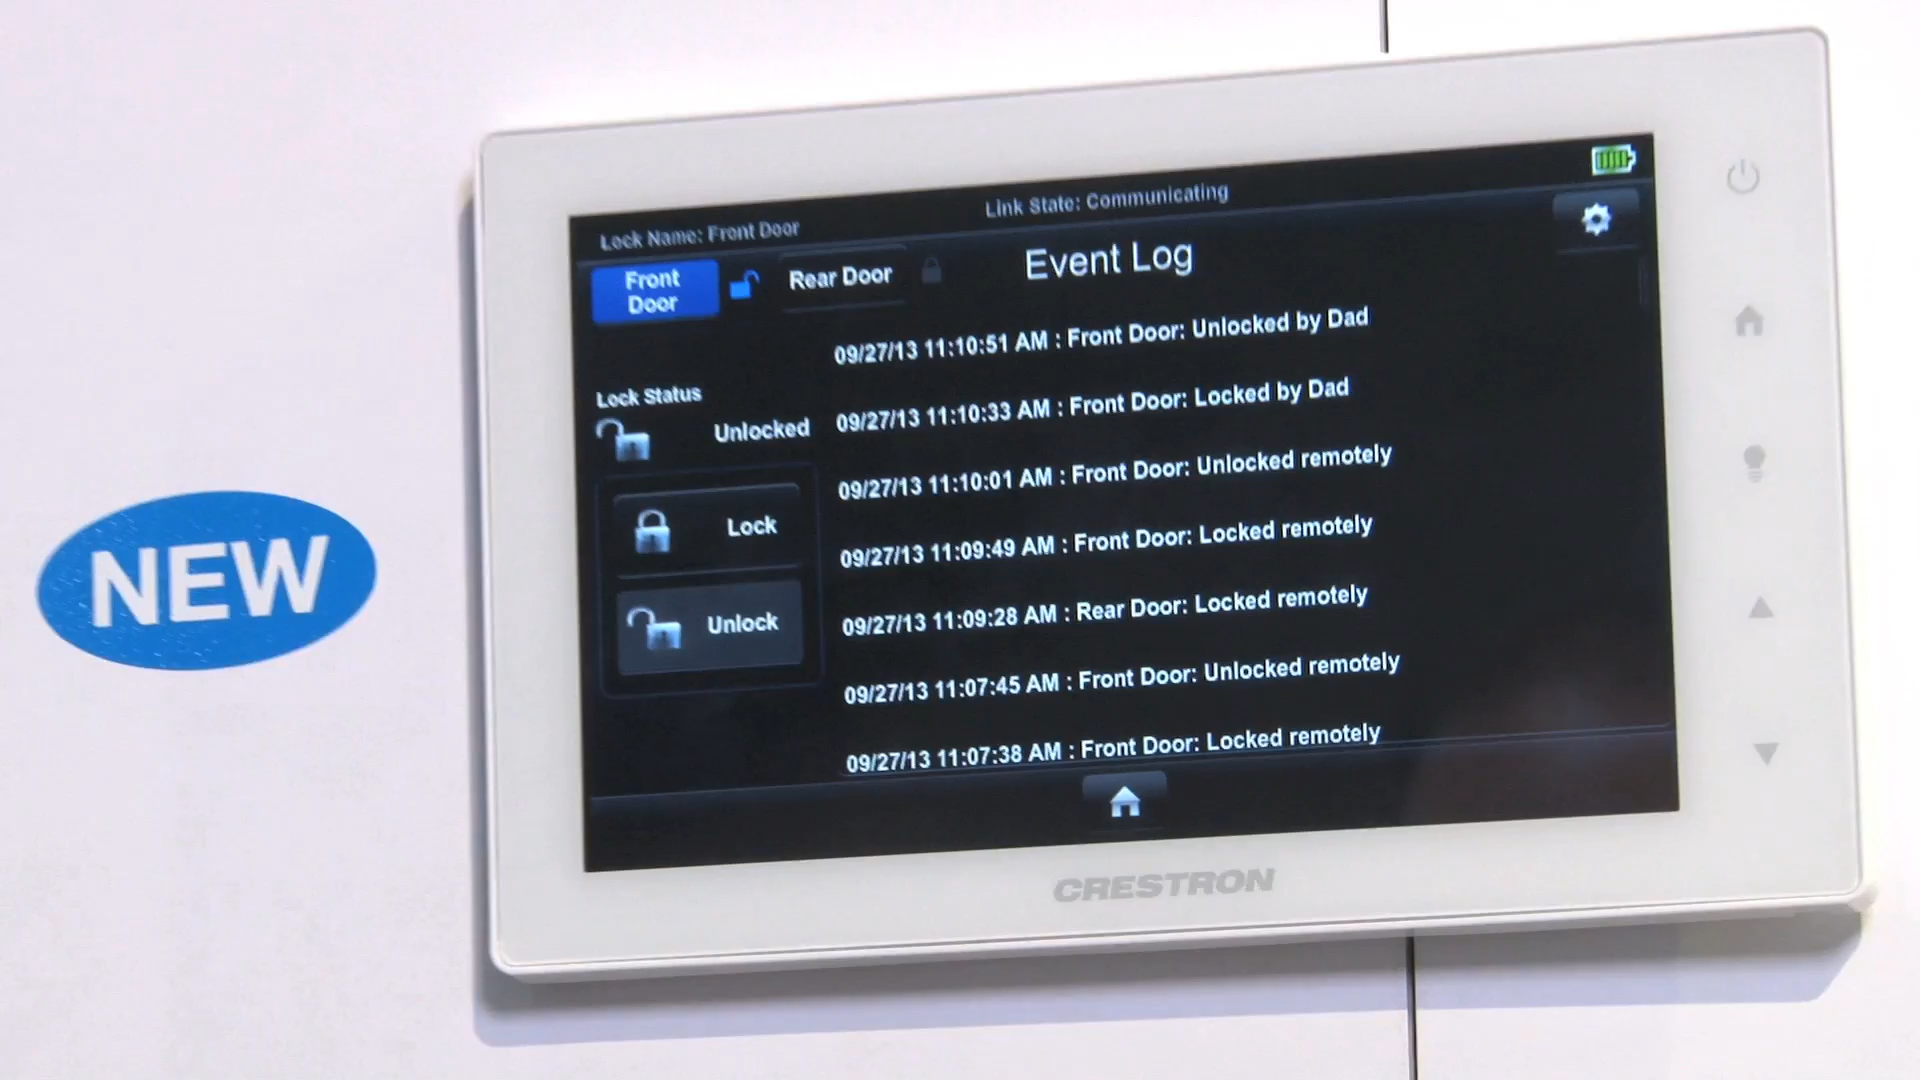 Lock Name: Front Door
Link State: Communicating
Front
Door
Rear Door
Event Log
Lock Status
Unlocked
Lock
Unlock
09/27/13 11:10:51 AM : Front Door: Unlocked by Dad
09/27/13 11:10:33 AM : Front Door: Locked by Dad
09/27/13 11:10:01 AM : Front Door: Unlocked remotely
09/27/13 11:09:49 AM : Front Door: Locked remotely
09/27/13 11:09:28 AM : Rear Door: Locked remotely
09/27/13 11:07:45 AM : Front Door: Unlocked remotely
09/27/13 11:07:38 AM : Front Door: Locked remotely
CRESTRON
NEW